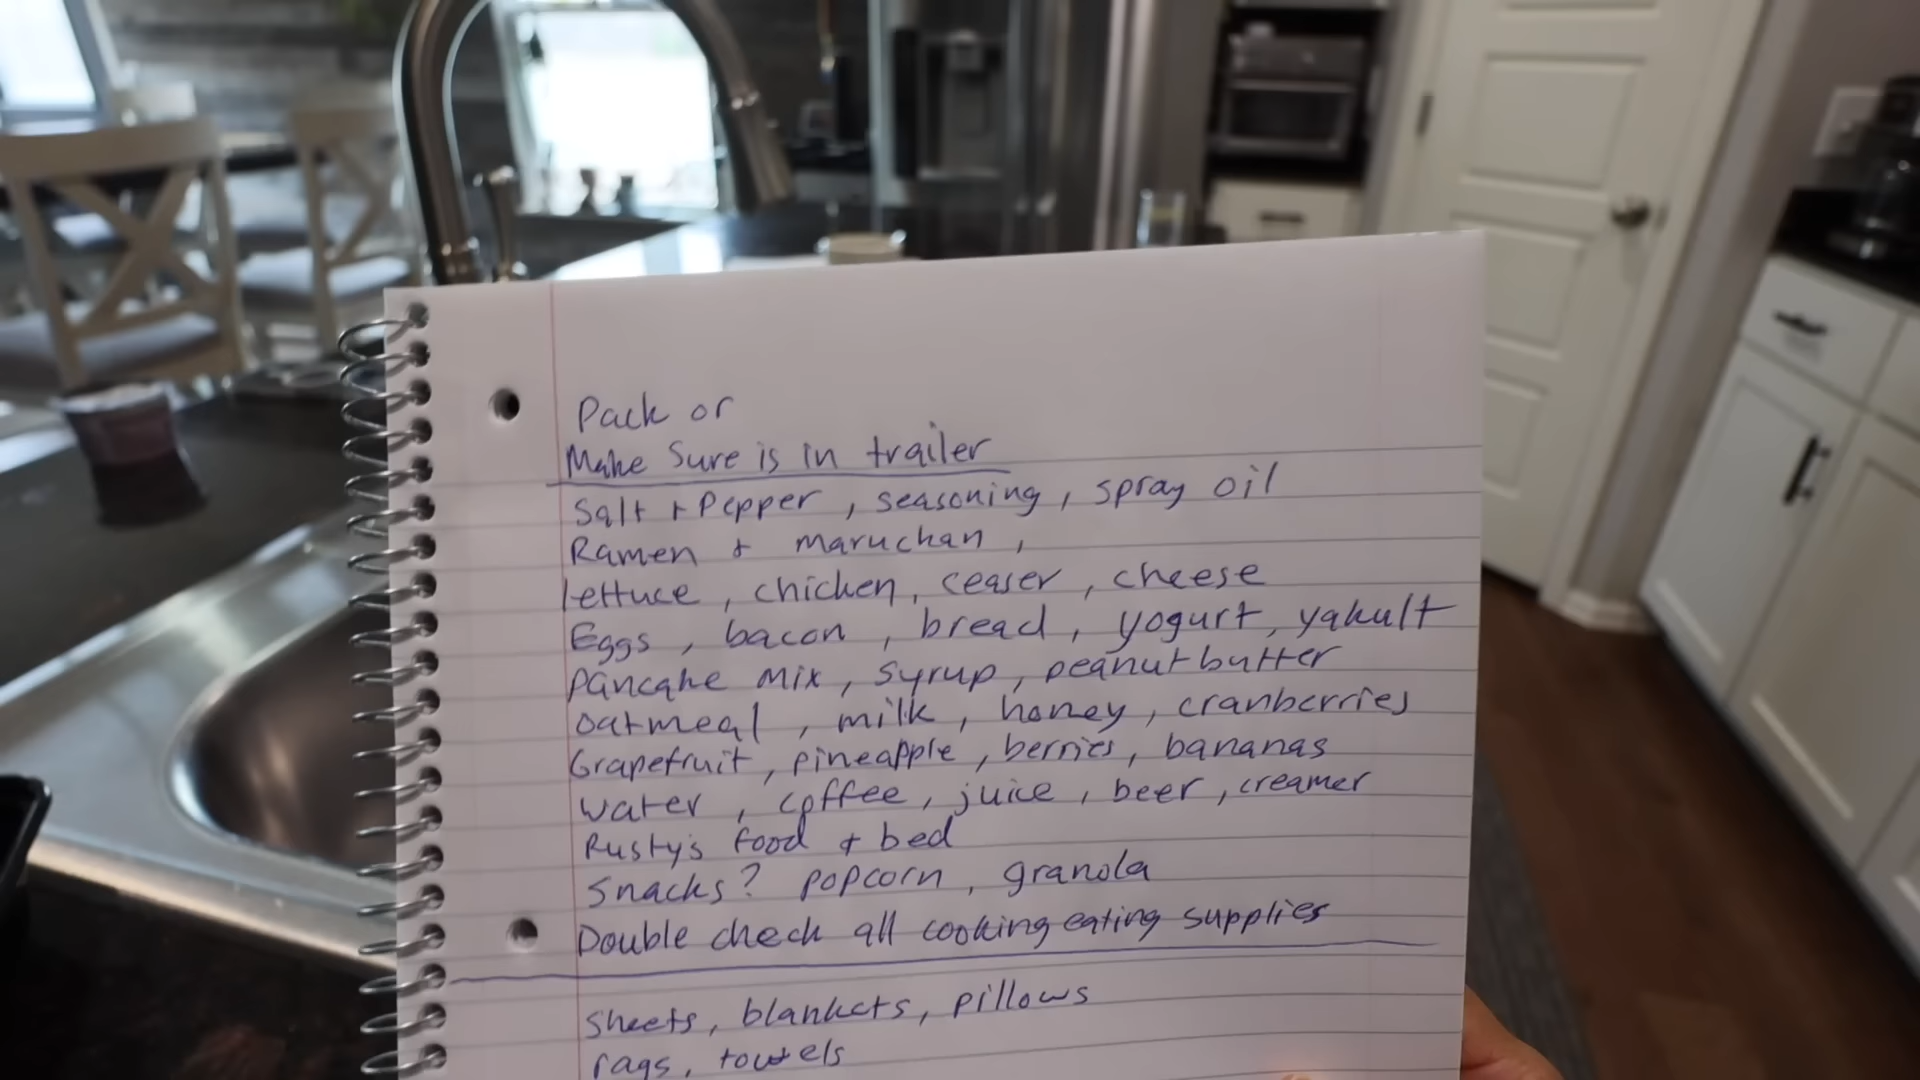 Pack or
Make Sure is in trailer
Salt + Pepper, seasoning, spray oil
Ramen + maruchan,
lettuce, chicken, ceaser, cheese
Eggs, bacon, bread, yogurt, yakult
pancake mix, syrup, peanut butter
oatmeal, milk, honey, cranberries
Grapefruit, pineapple, berries, bananas
water, coffee, juice, beer, creamer
Rusty's food + bed
Snacks? popcorn, granola
Double check all cooking eating supplies
Sheets, blankets, pillows
rags, towels